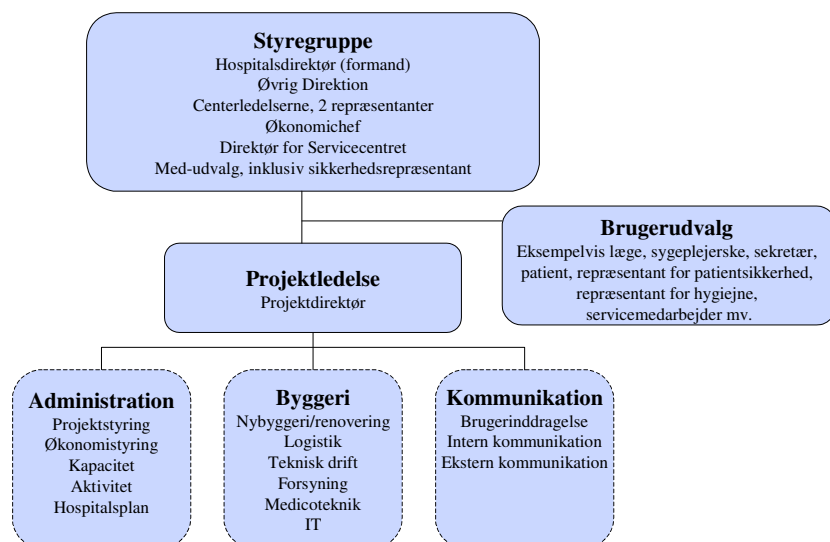 Styregruppe
Hospitalsdirektør (formand)
Øvrig Direktion
Centerledelserne, 2 repræsentanter
Økonomichef
Direktør for Servicecentret
Med-udvalg, inklusiv sikkerhedsrepræsentant
Brugerudvalg
Eksempelvis læge, sygeplejerske, sekretær,
patient, repræsentant for patientsikkerhed,
repræsentant for hygiejne,
servicemedarbejder mv.
Projektledelse
Projektdirektør
Administration
Projektstyring
Økonomistyring
Kapacitet
Aktivitet
Hospitalsplan
Byggeri
Nybyggeri/renovering
Logistik
Teknisk drift
Forsyning
Medicoteknik
IT
Kommunikation
Brugerinddragelse
Intern kommunikation
Ekstern kommunikation